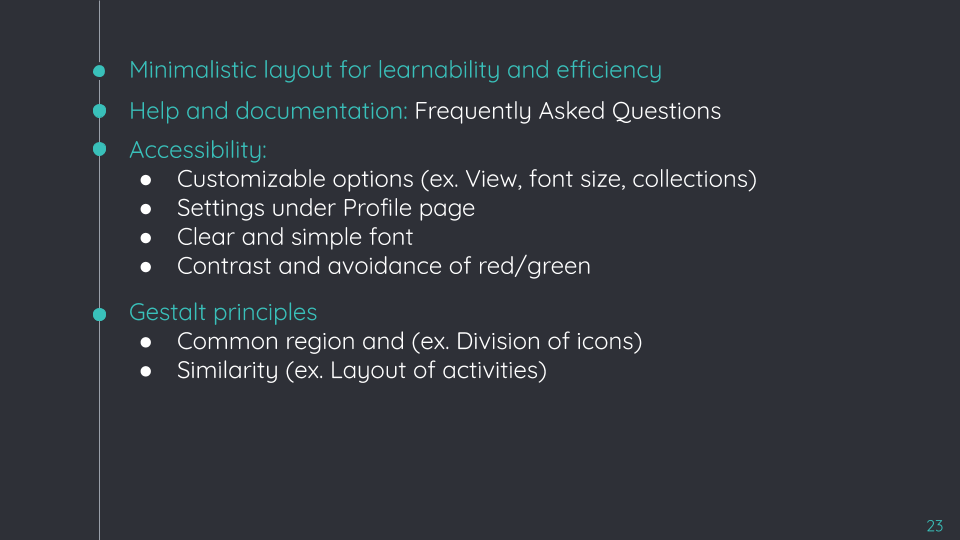 Minimalistic layout for learnability and efficiency
Help and documentation: Frequently Asked Questions
Accessibility:
● Customizable options (ex. View, font size, collections)
● Settings under Profile page
● Clear and simple font
● Contrast and avoidance of red/green
Gestalt principles
● Common region and (ex. Division of icons)
● Similarity (ex. Layout of activities)
23